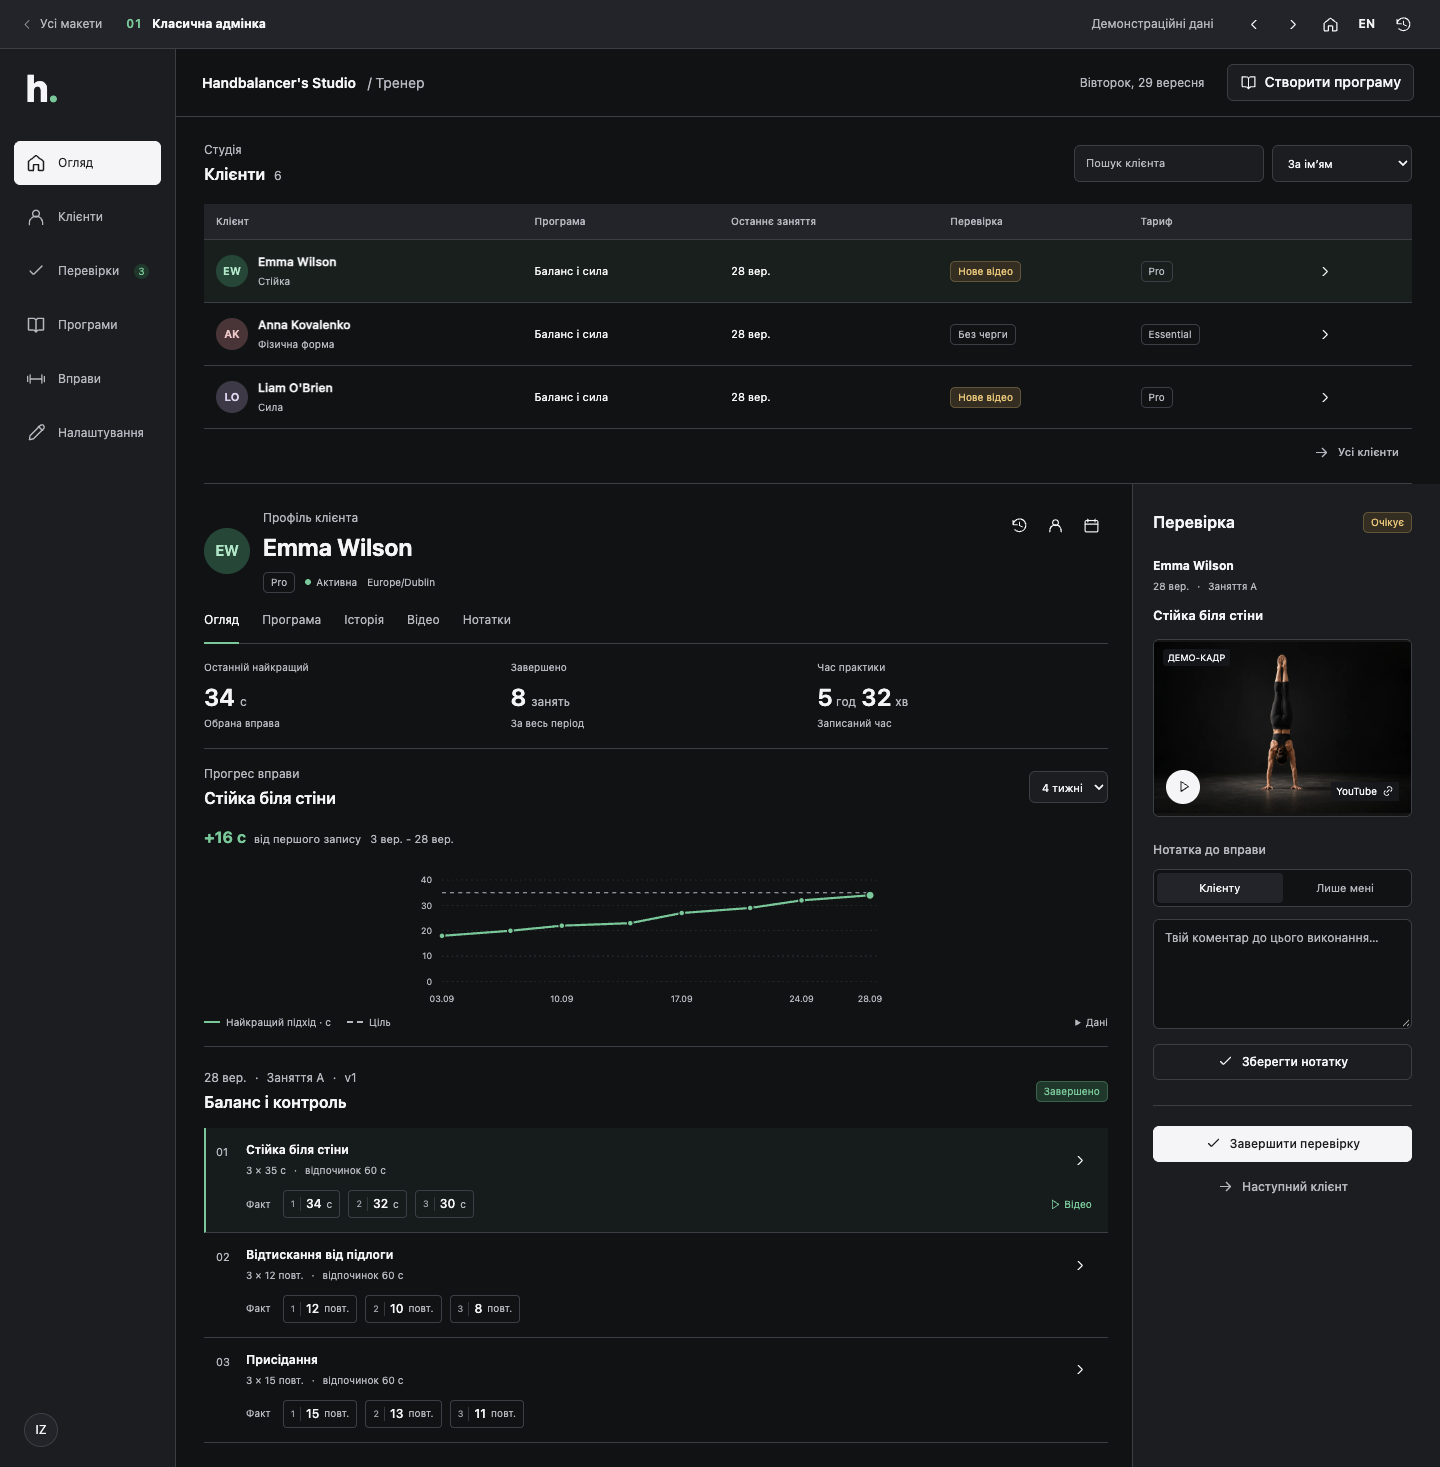 Усі макети
01 Класична адмінка
Демонстраційні дані
EN
h.
Огляд
Клієнти
Перевірки 3
Програми
Вправи
Налаштування
IZ
Handbalancer's Studio / Тренер
Вівторок, 29 вересня
Створити програму
Студія
Клієнти 6
Пошук клієнта
За ім'ям
Клієнт Програма Останнє заняття Перевірка Тариф
EW Emma Wilson
Стійка
Баланс і сила 28 вер. Нове відео Pro
AK Anna Kovalenko
Фізична форма
Баланс і сила 28 вер. Без черги Essential
LO Liam O'Brien
Сила
Баланс і сила 28 вер. Нове відео Pro
Усі клієнти
EW
Профіль клієнта
Emma Wilson
Pro Активна Europe/Dublin
Огляд Програма Історія Відео Нотатки
Останній найкращий
34 с
Обрана вправа
Завершено
8 занять
За весь період
Час практики
5 год 32 хв
Записаний час
Прогрес вправи
Стійка біля стіни
4 тижні
+16 с від першого запису 3 вер. - 28 вер.
40
30
20
10
0
03.09 10.09 17.09 24.09 28.09
Найкращий підхід · с Ціль
Дані
28 вер. · Заняття A · v1
Баланс і контроль
Завершено
01 Стійка біля стіни
3 × 35 с · відпочинок 60 с
Факт 1 34 с 2 32 с 3 30 с
Відео
02 Відтискання від підлоги
3 × 12 повт. · відпочинок 60 с
Факт 1 12 повт. 2 10 повт. 3 8 повт.
03 Присідання
3 × 15 повт. · відпочинок 60 с
Факт 1 15 повт. 2 13 повт. 3 11 повт.
Перевірка
Очікує
Emma Wilson
28 вер. · Заняття A
Стійка біля стіни
ДЕМО-КАДР
YouTube
Нотатка до вправи
Клієнту Лише мені
Твій коментар до цього виконання...
Зберегти нотатку
Завершити перевірку
Наступний клієнт